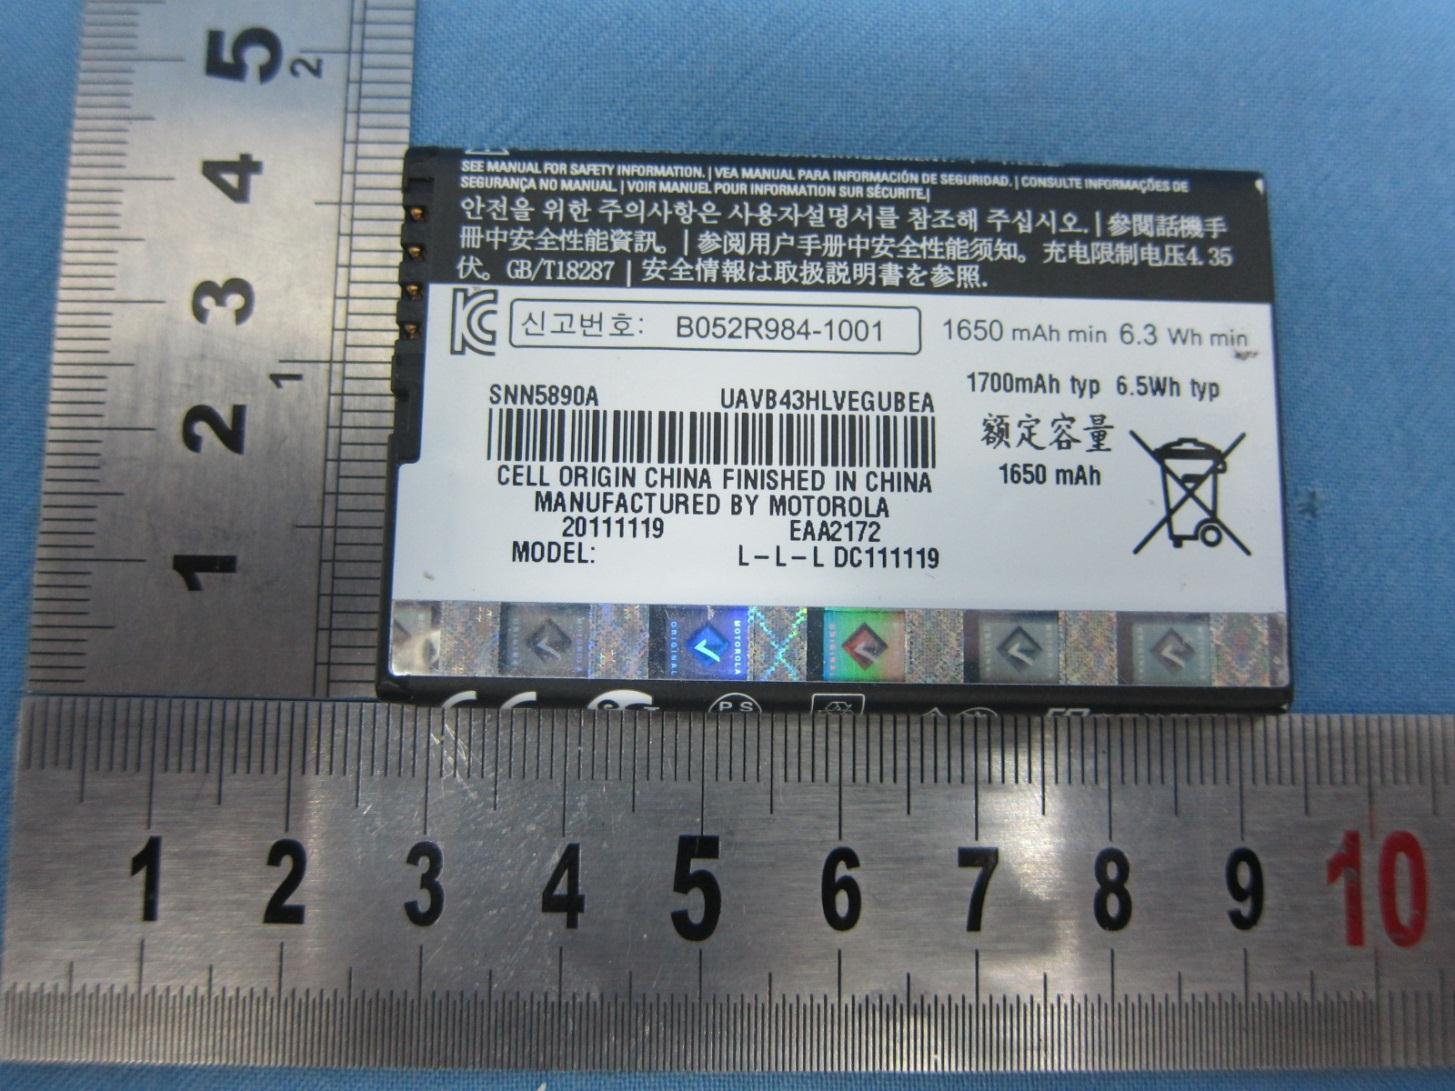 SEE MANUAL FOR SAFETY INFORMATION. | VEA MANUAL PARA INFORMACIÓN DE SEGURIDAD. | CONSULTE INFORMAÇÕES DE
SEGURANÇA NO MANUAL | VOIR MANUEL POUR INFORMATION SUR SÉCURITE.|
안전을 위한 주의사항은 사용자설명서를 참조해 주십시오. | 參閱話機手
冊中安全性能資訊。 | 参阅用户手册中安全性能须知。充电限制电压4.35
伏。GB/T18287 | 安全情報は取扱説明書を参照.
신고번호: B052R984-1001
1650 mAh min 6.3 Wh min
1700mAh typ 6.5Wh typ
SNN5890A UAVB43HLVEGUBEA
额定容量
1650 mAh
CELL ORIGIN CHINA FINISHED IN CHINA
MANUFACTURED BY MOTOROLA
20111119 EAA2172
MODEL: L-L-L DC111119
ORIGINAL MOTOROLA
PS
5 4 3 2 1
2 1
1 2 3 4 5 6 7 8 9 10